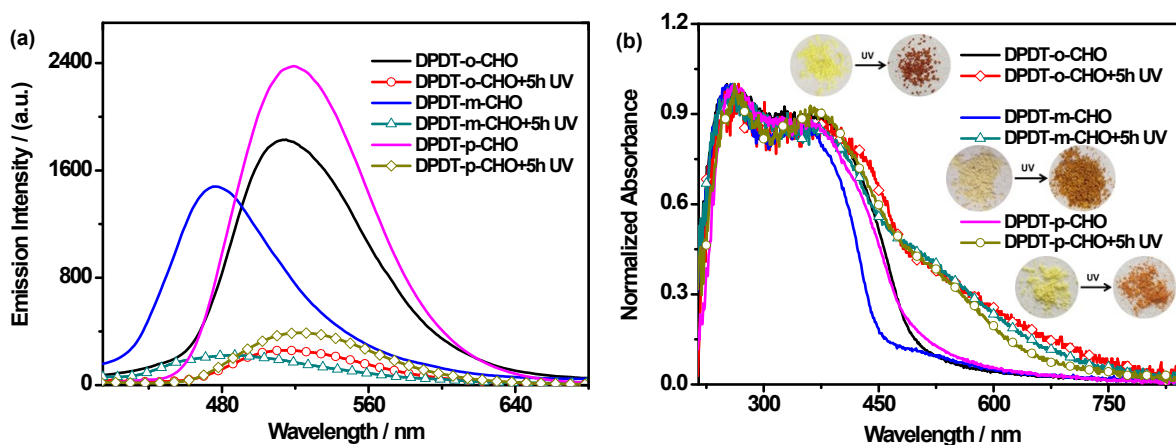 (a)
2400
1600
800
0
480
560
640
Emission Intensity / (a.u.)
Wavelength / nm
DPDT-o-CHO
DPDT-o-CHO+5h UV
DPDT-m-CHO
DPDT-m-CHO+5h UV
DPDT-p-CHO
DPDT-p-CHO+5h UV
(b)
1.2
0.9
0.6
0.3
0.0
300
450
600
750
Normalized Absorbance
Wavelength / nm
UV
DPDT-o-CHO
DPDT-o-CHO+5h UV
DPDT-m-CHO
DPDT-m-CHO+5h UV
UV
DPDT-p-CHO
DPDT-p-CHO+5h UV
UV